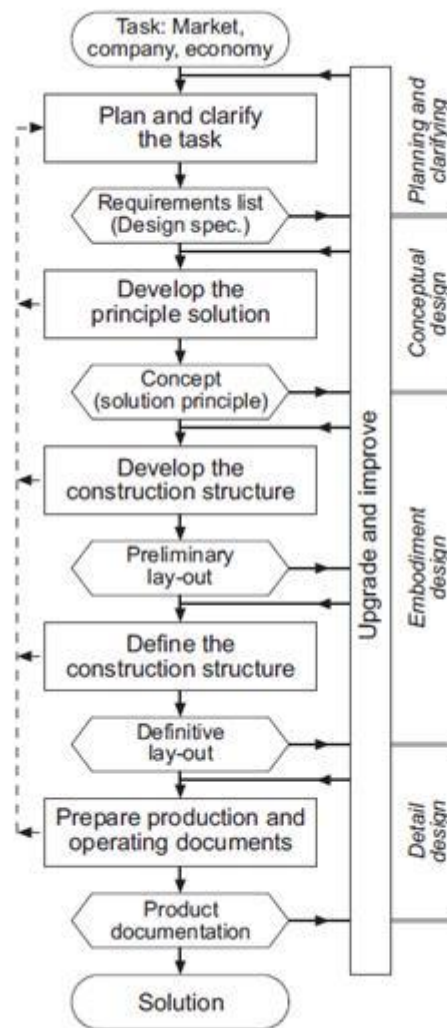 Task: Market,
company, economy
Plan and clarify
the task
Requirements list
(Design spec.)
Develop the
principle solution
Concept
(solution principle)
Develop the
construction structure
Preliminary
lay-out
Define the
construction structure
Definitive
lay-out
Prepare production and
operating documents
Product
documentation
Solution
Upgrade and improve
Planning and
clarifying
Conceptual
design
Embodiment
design
Detail
design